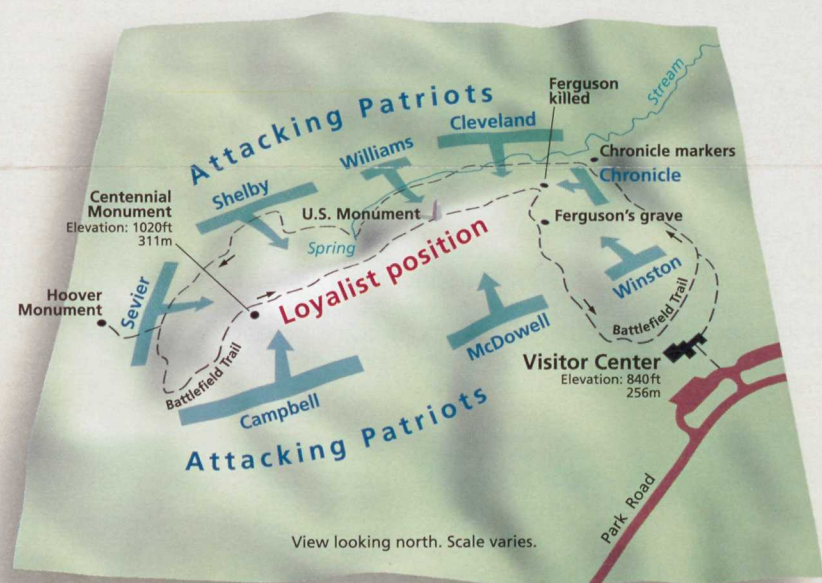 Attacking Patriots
Ferguson
killed
Stream
Cleveland
Williams
Chronicle markers
Chronicle
Shelby
Centennial
Monument
Elevation: 1020ft
311m
U.S. Monument
Ferguson's grave
Spring
Loyalist position
Winston
Hoover
Monument
Sevier
Battlefield Trail
McDowell
Visitor Center
Elevation: 840ft
256m
Battlefield Trail
Campbell
Attacking Patriots
Park Road
View looking north. Scale varies.